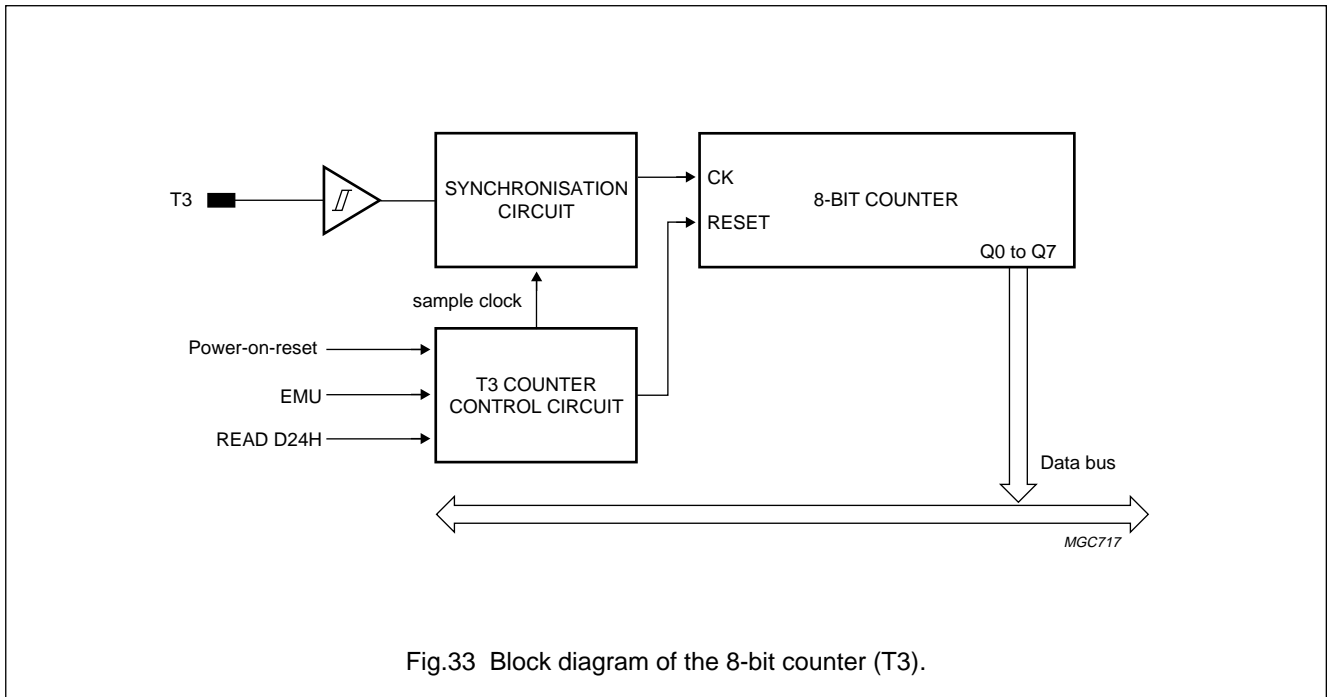 T3
SYNCHRONISATION
CIRCUIT
CK
RESET
8-BIT COUNTER
Q0 to Q7
sample clock
Power-on-reset
EMU
READ D24H
T3 COUNTER
CONTROL CIRCUIT
Data bus
MGC717
Fig.33 Block diagram of the 8-bit counter (T3).